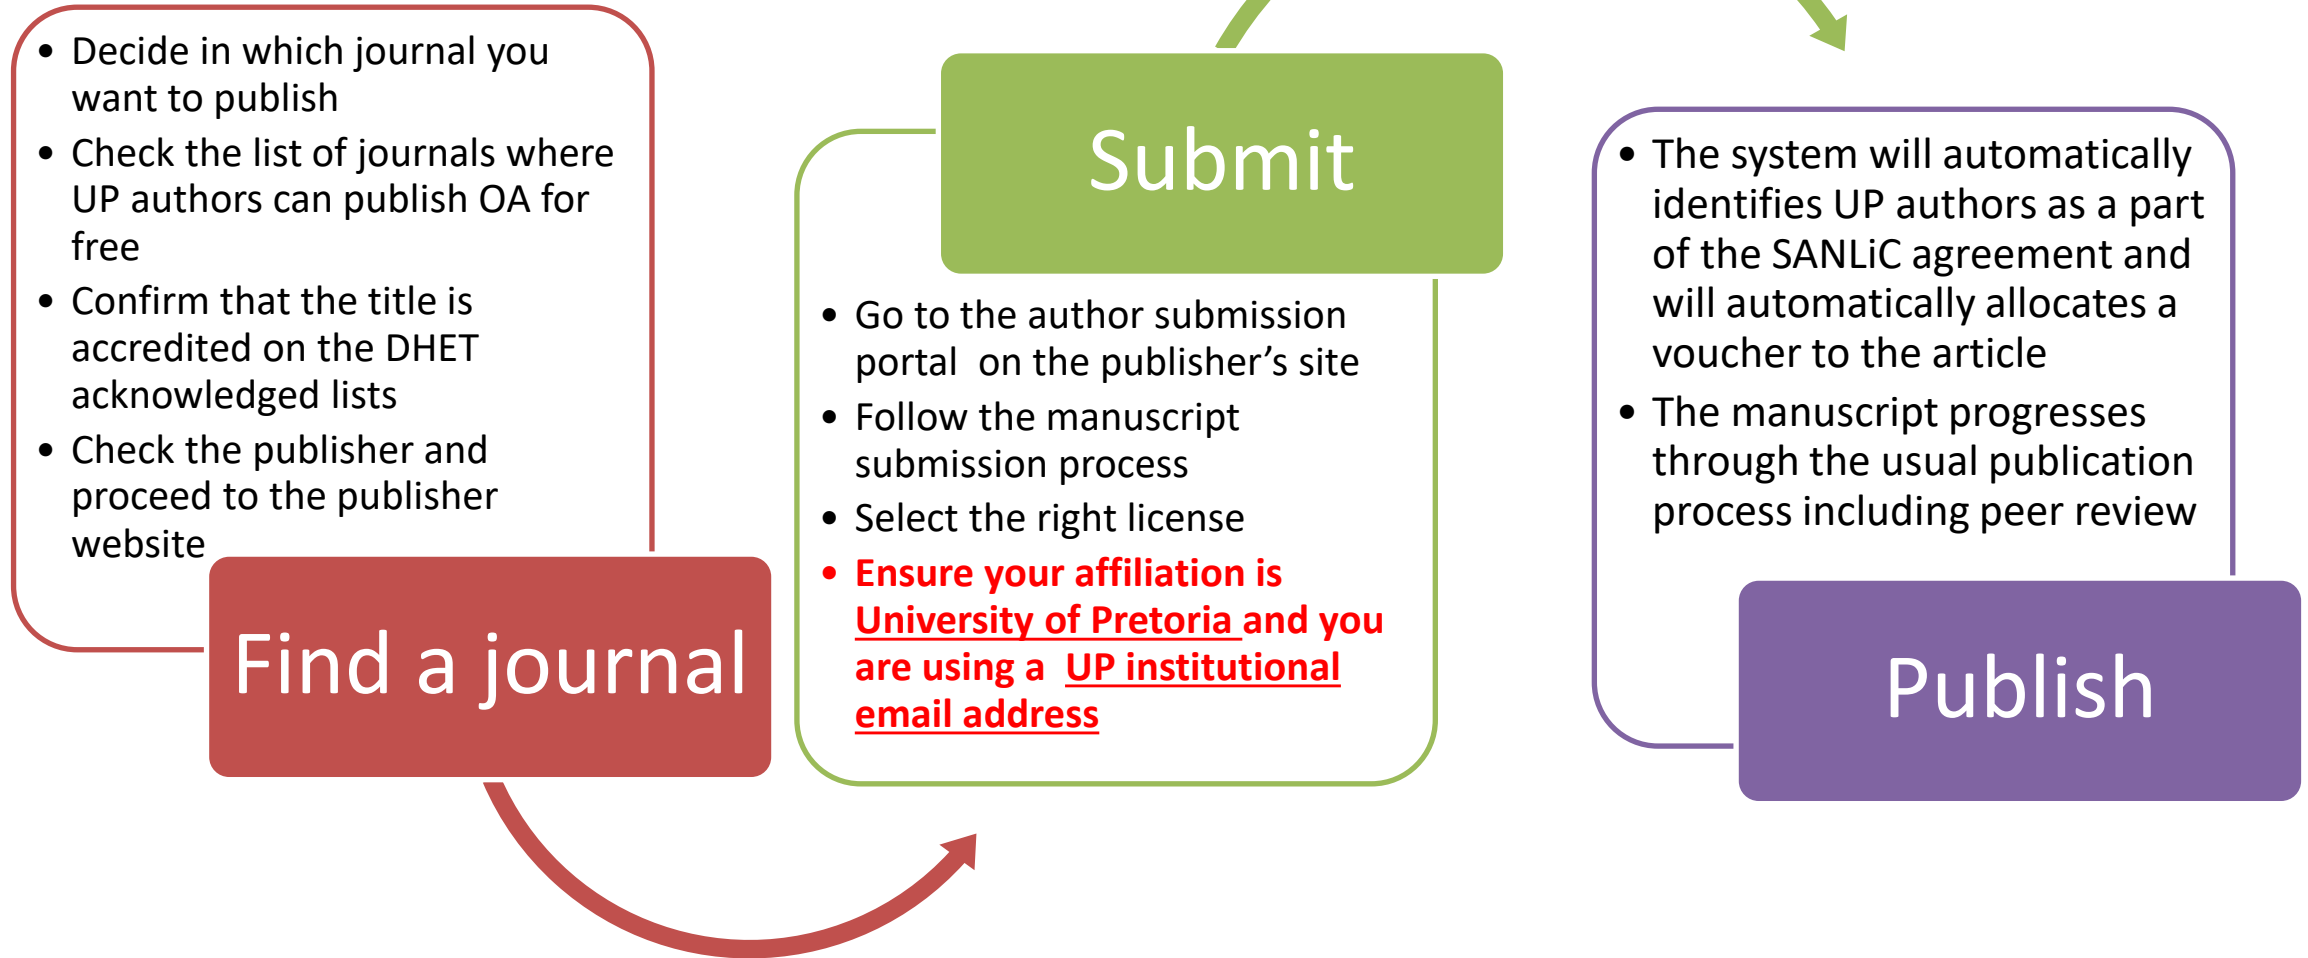 • Decide in which journal you
want to publish
• Check the list of journals where
UP authors can publish OA for
free
• Confirm that the title is
accredited on the DHET
acknowledged lists
• Check the publisher and
proceed to the publisher
website
Find a journal
Submit
• Go to the author submission
portal  on the publisher’s site
• Follow the manuscript
submission process
• Select the right license
• Ensure your affiliation is
University of Pretoria and you
are using a  UP institutional
email address
• The system will automatically
identifies UP authors as a part
of the SANLiC agreement and
will automatically allocates a
voucher to the article
• The manuscript progresses
through the usual publication
process including peer review
Publish